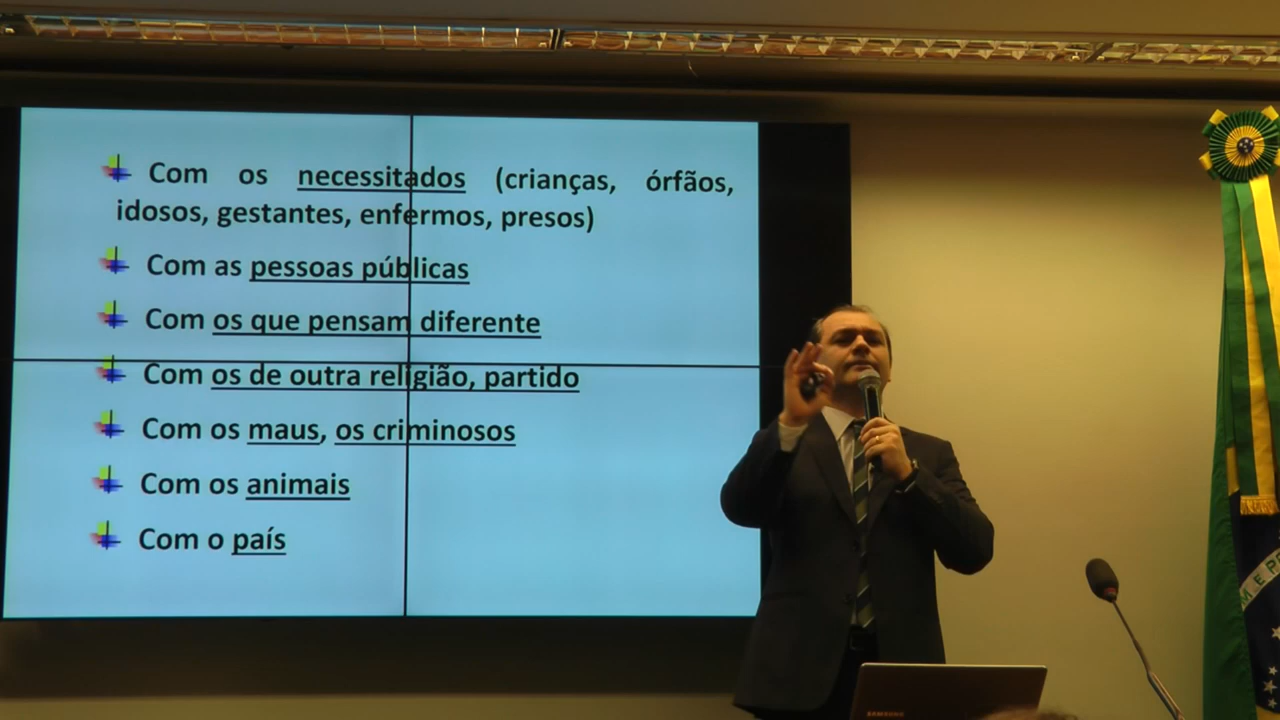 Com os necessitados (crianças, órfãos,
idosos, gestantes, enfermos, presos)
Com as pessoas públicas
Com os que pensam diferente
Com os de outra religião, partido
Com os maus, os criminosos
Com os animais
Com o país
SAMSUNG